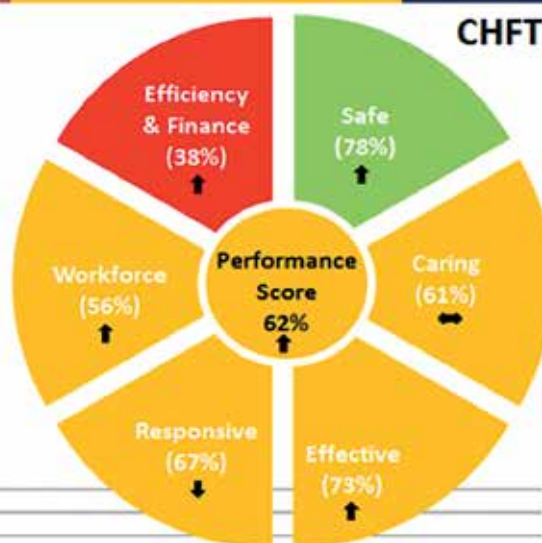 CHFT
Efficiency
& Finance
(38%)
Safe
(78%)
Workforce
(56%)
Performance
Score
62%
Caring
(61%)
Responsive
(67%)
Effective
(73%)